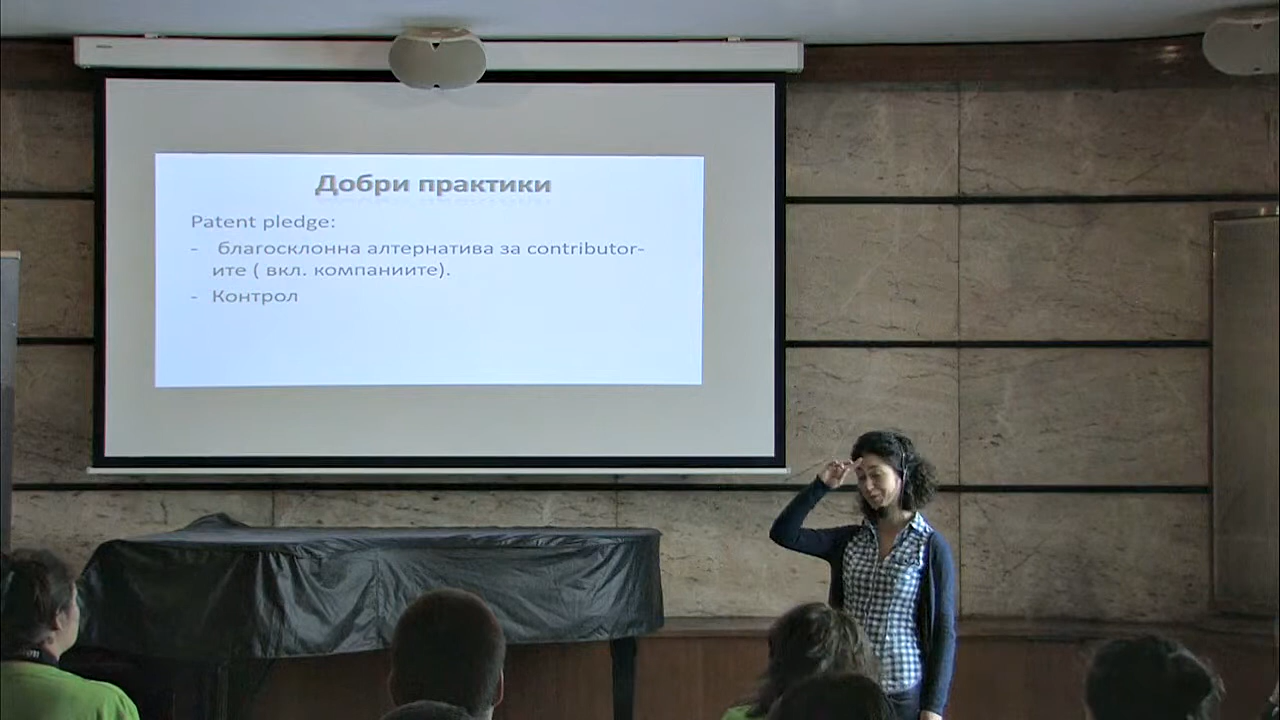 Добри практики
Patent pledge:
- благосклонна алтернатива за contributor-
ите ( вкл. компаниите).
- Контрол